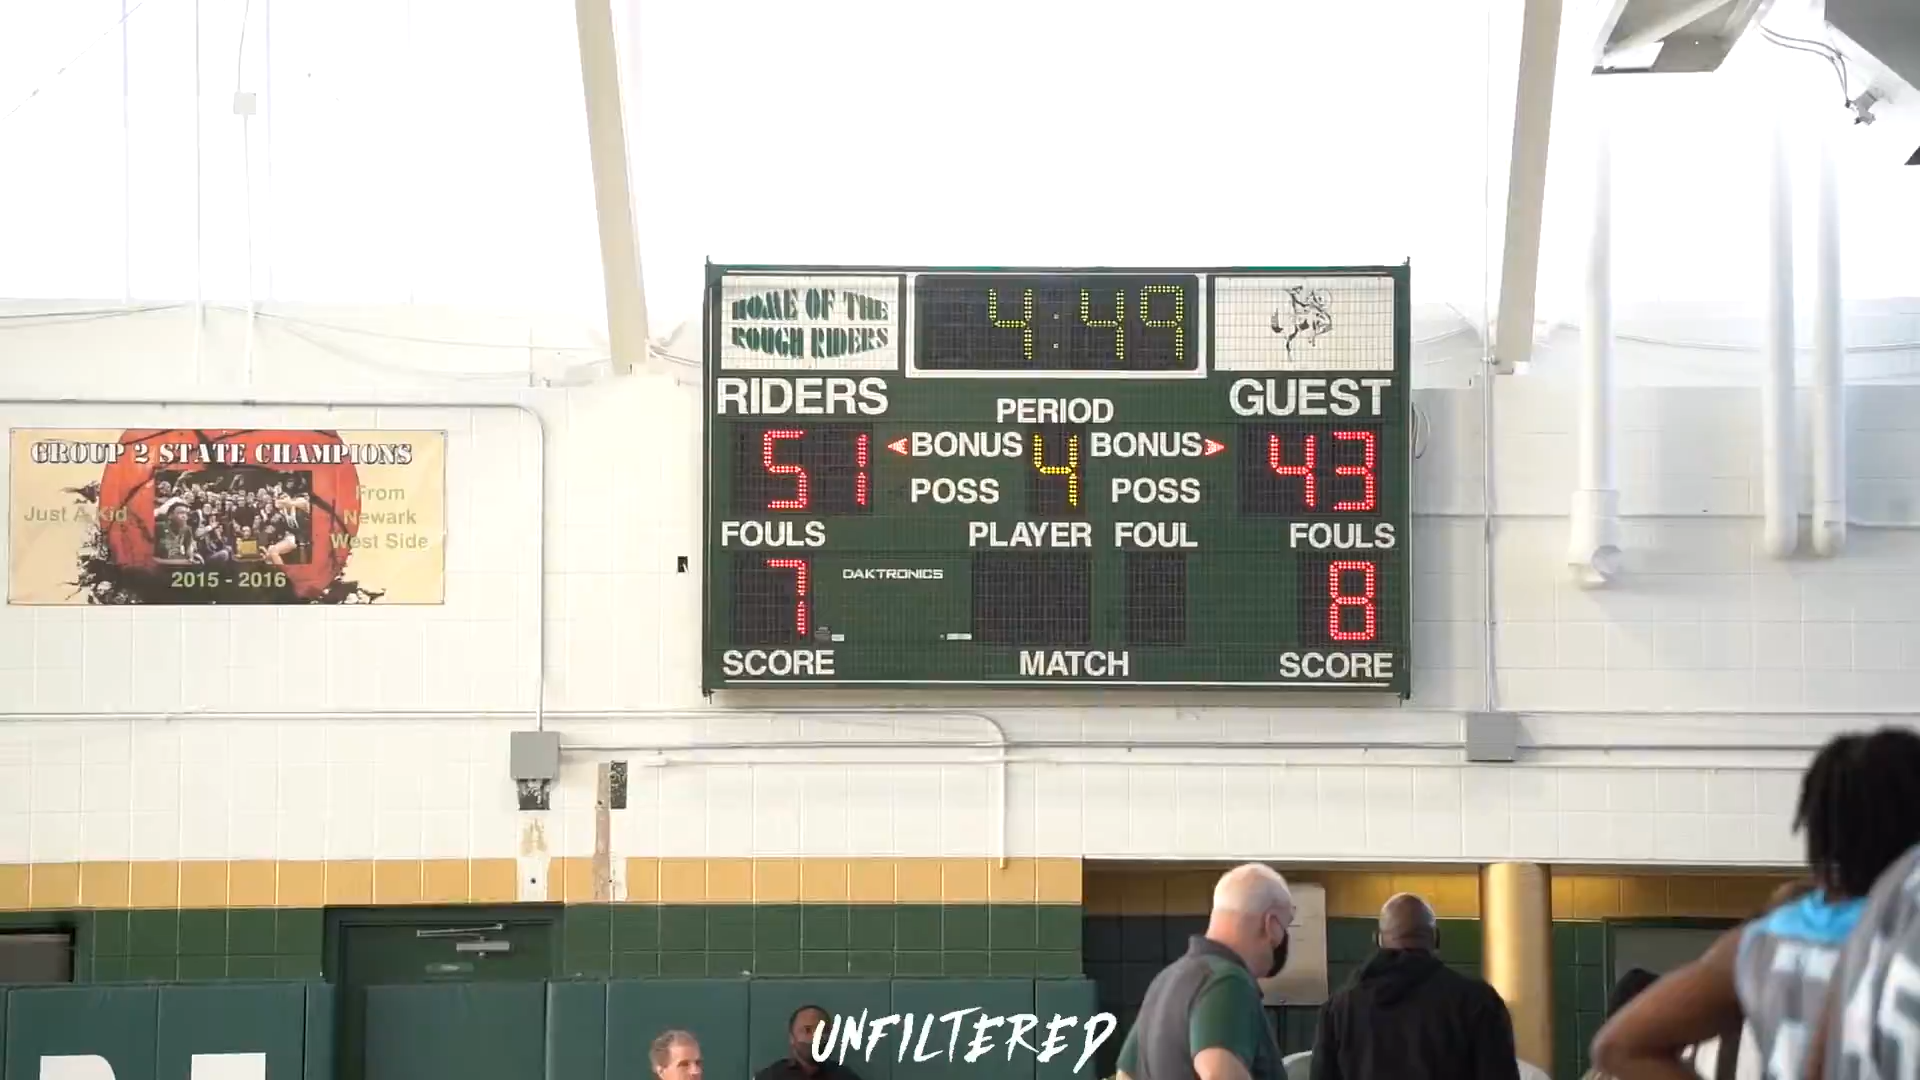 HOME OF THE
ROUGH RIDERS
4:49
RIDERS
GUEST
PERIOD
51
BONUS
4
BONUS
43
POSS
POSS
FOULS
PLAYER
FOUL
FOULS
7
DAKTRONICS
8
SCORE
MATCH
SCORE
GROUP 2 STATE CHAMPIONS
Just A Kid
From
Newark
West Side
2015 - 2016
UNFILTERED